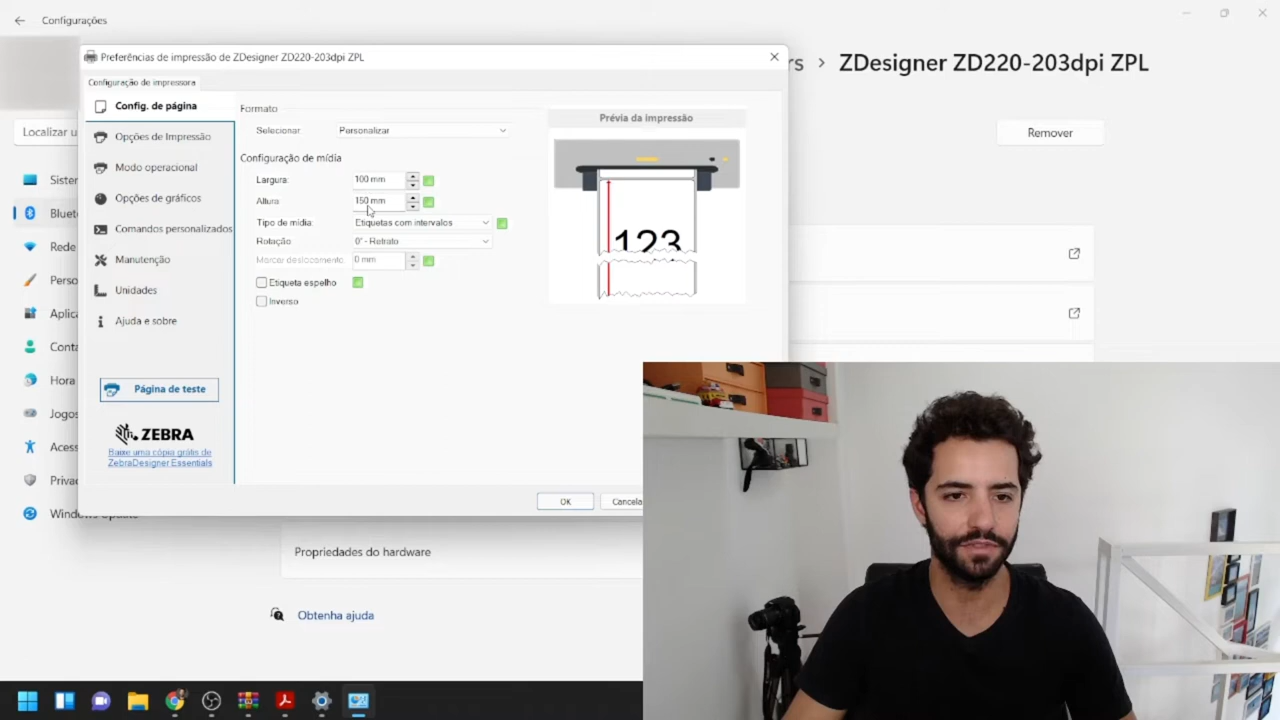 Configurações
Preferências de impressão de ZDesigner ZD220-203dpi ZPL
rs > ZDesigner ZD220-203dpi ZPL
Configuração de impressora
Config. de página
Opções de Impressão
Modo operacional
Opções de gráficos
Comandos personalizados
Manutenção
Unidades
Ajuda e sobre
Página de teste
ZEBRA
Baixe uma cópia grátis de
ZebraDesigner Essentials
Formato
Selecionar: Personalizar
Configuração de mídia
Largura: 100 mm
Altura: 150 mm
Tipo de mídia: Etiquetas com intervalos
Rotação 0° - Retrato
Marcar deslocamento: 0 mm
Etiqueta espelho
Inverso
Prévia da impressão
123
OK
Cancela
Remover
Localizar u
Sister
Blueto
Rede
Perso
Aplica
Conta
Hora
Jogos
Acess
Privac
Windows Update
Propriedades do hardware
Obtenha ajuda